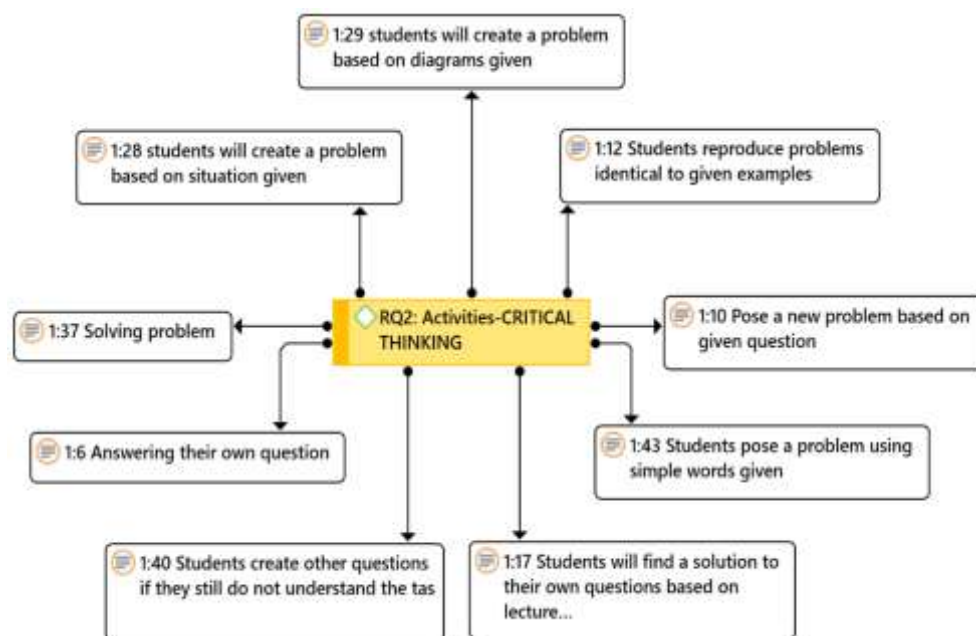 1:29 students will create a problem
based on diagrams given
1:28 students will create a problem
based on situation given
1:12 Students reproduce problems
identical to given examples
RQ2: Activities-CRITICAL
THINKING
1:37 Solving problem
1:10 Pose a new problem based on
given question
1:6 Answering their own question
1:43 Students pose a problem using
simple words given
1:40 Students create other questions
if they still do not understand the tas
1:17 Students will find a solution to
their own questions based on
lecture...